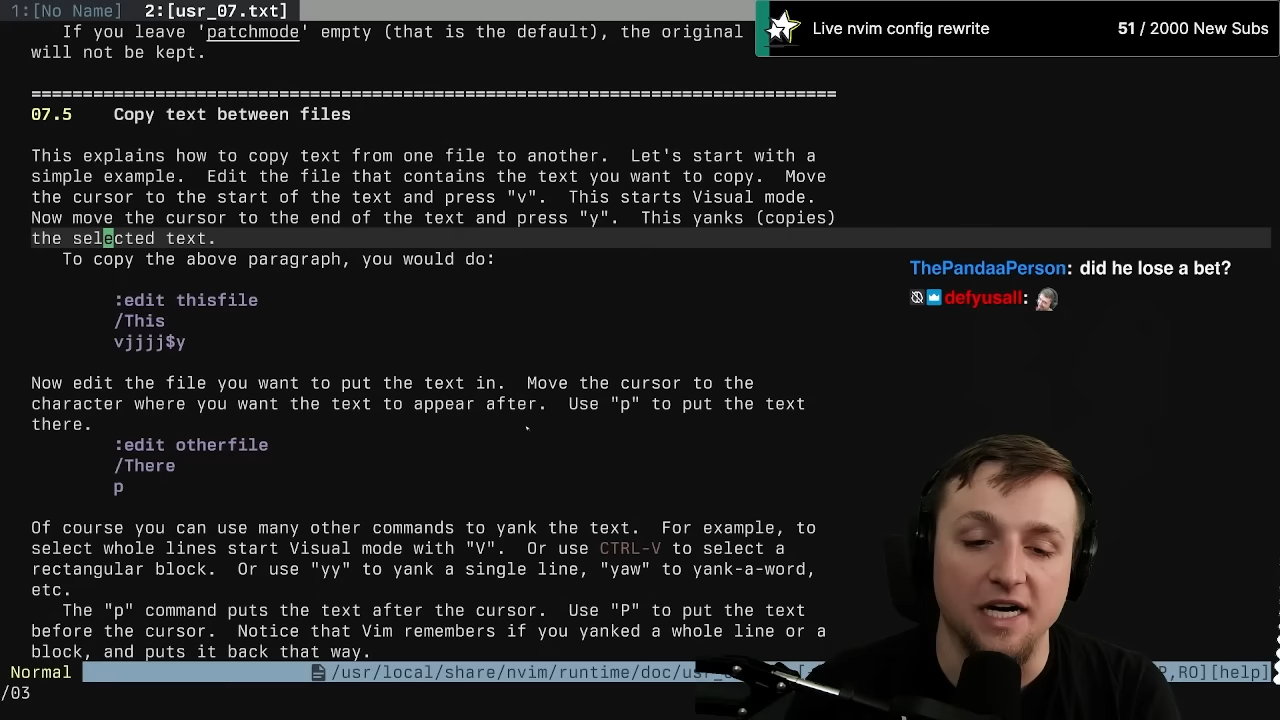 1:[No Name]  2:[usr_07.txt]
Live nvim config rewrite 51 / 2000 New Subs
If you leave 'patchmode' empty (that is the default), the original
will not be kept.
==============================================================================
07.5 Copy text between files
This explains how to copy text from one file to another.  Let's start with a
simple example.  Edit the file that contains the text you want to copy.  Move
the cursor to the start of the text and press "v".  This starts Visual mode.
Now move the cursor to the end of the text and press "y".  This yanks (copies)
the selected text.
To copy the above paragraph, you would do:
:edit thisfile
/This
vjjjj$y
Now edit the file you want to put the text in.  Move the cursor to the
character where you want the text to appear after.  Use "p" to put the text
there.
:edit otherfile
/There
p
Of course you can use many other commands to yank the text.  For example, to
select whole lines start Visual mode with "V".  Or use CTRL-V to select a
rectangular block.  Or use "yy" to yank a single line, "yaw" to yank-a-word,
etc.
The "p" command puts the text after the cursor.  Use "P" to put the text
before the cursor.  Notice that Vim remembers if you yanked a whole line or a
block, and puts it back that way.
ThePandaaPerson: did he lose a bet?
defyusall:
Normal /usr/local/share/nvim/runtime/doc/ ,RO][help]
/03